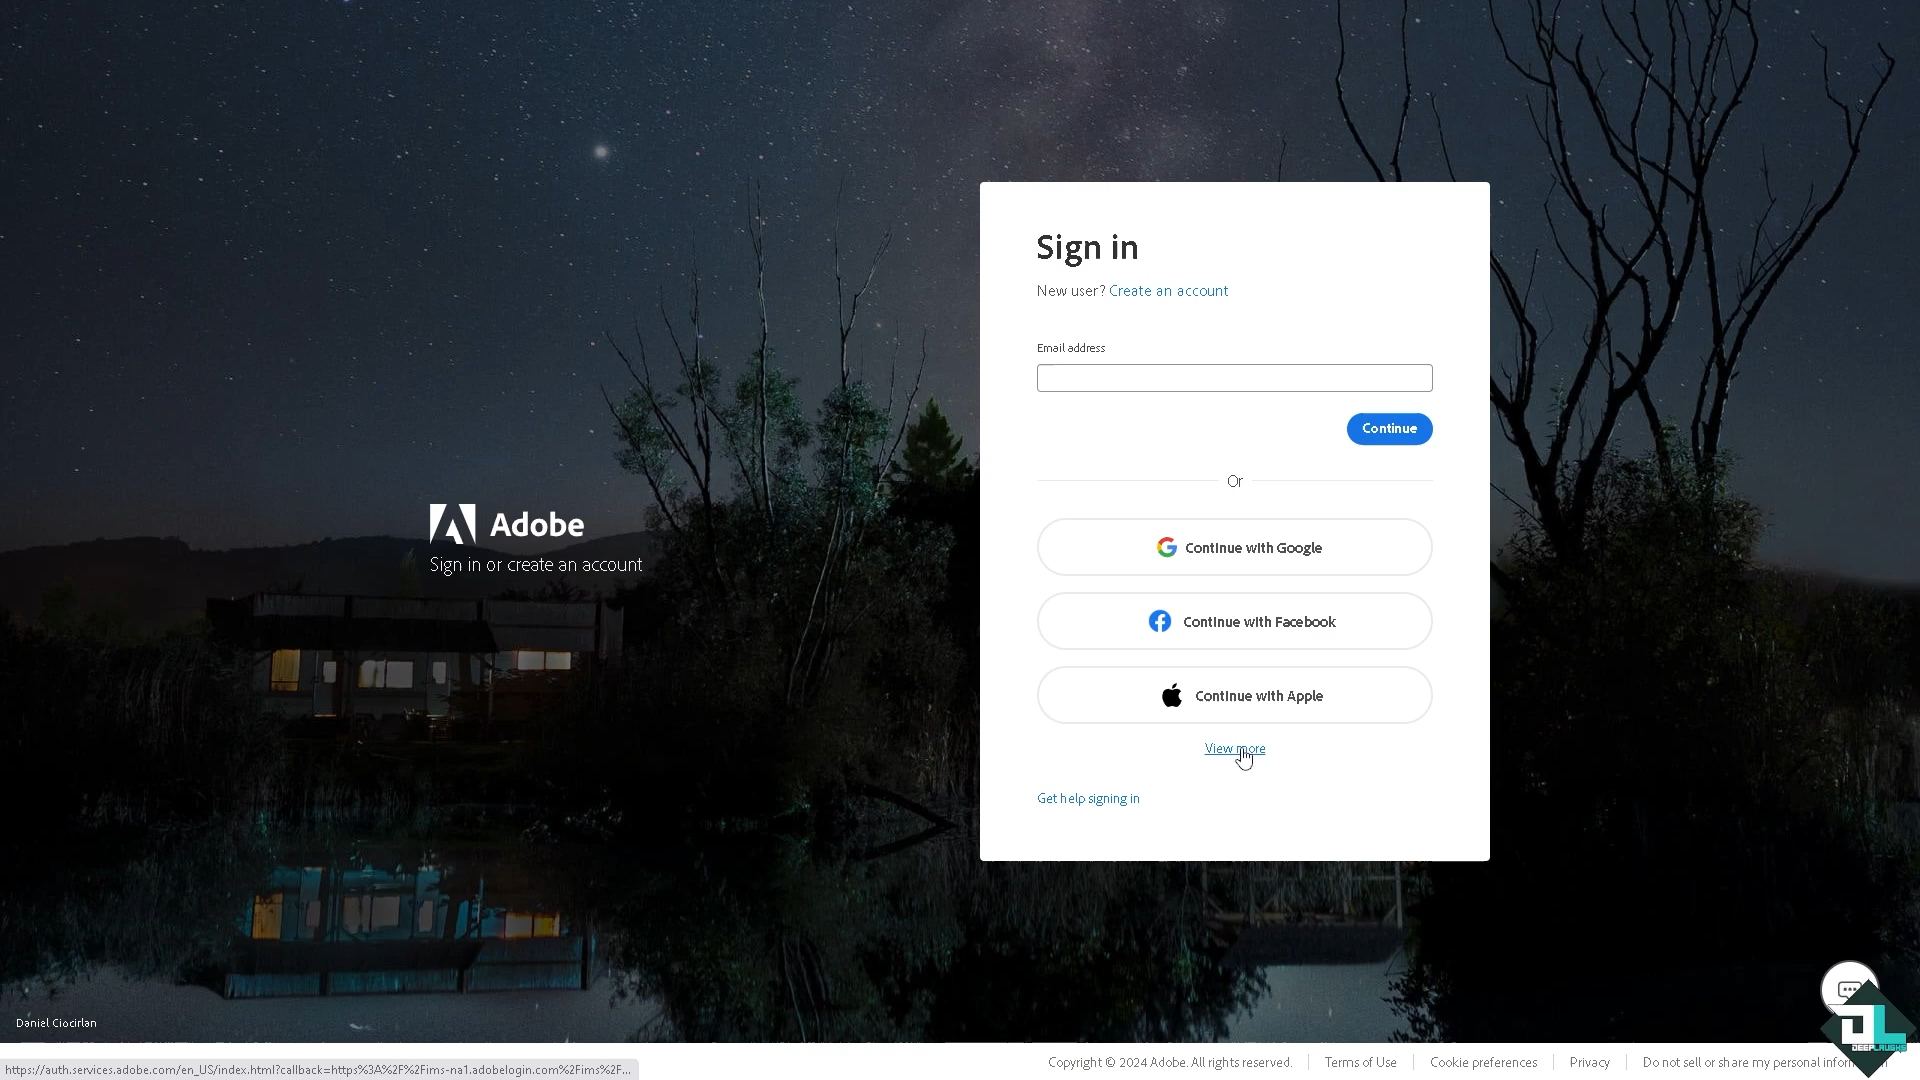 Sign in
New user? Create an account
Email address
Continue
Or
Adobe
Sign in or create an account
Continue with Google
Continue with Facebook
Continue with Apple
View more
Get help signing in
Daniel Ciocirlan
DEEPLAUGHS
Copyright © 2024 Adobe. All rights reserved. Terms of Use Cookie preferences Privacy Do not sell or share my personal
https://auth.services.adobe.com/en_US/index.html?callback=https%3A%2F%2Fims-na1.adobelogin.com%2Fims%2F...